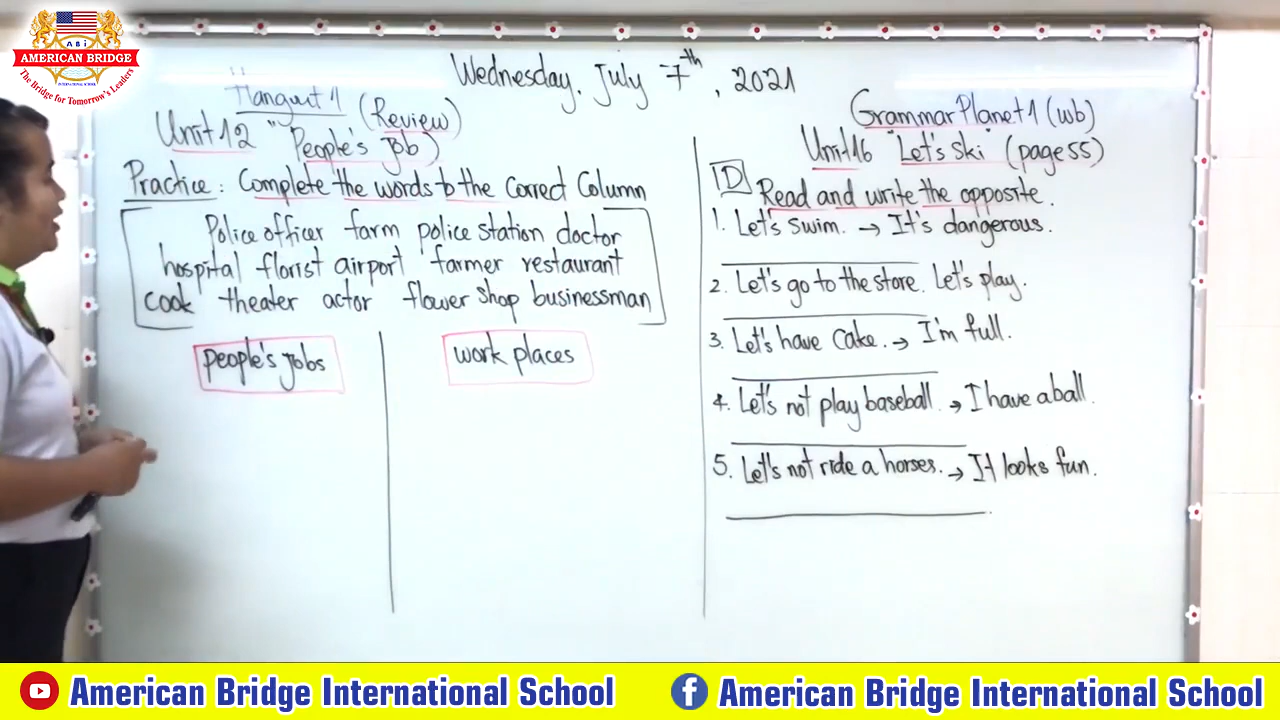 ABi
AMERICAN BRIDGE
INTERNATIONAL SCHOOL
The Bridge for Tomorrow's Leaders
Wednesday, July 7th, 2021
Hangout 1 (Review)
Unit 12 "People's Job)
Practice: Complete the words to the Correct Column
Police officer farm police station doctor
hospital florist airport farmer restaurant
cook theater actor flower shop businessman
people's jobs
work places
Grammar Planet 1 (wb)
Unit 16 "Let's Ski" (page 55)
D Read and write the opposite.
1. Let's swim. → It's dangerous.
2. Let's go to the store. Let's play.
3. Let's have Cake. → I'm full.
4. Let's not play baseball. → I have a ball.
5. Let's not ride a horses. → It looks fun.
American Bridge International School
American Bridge International School